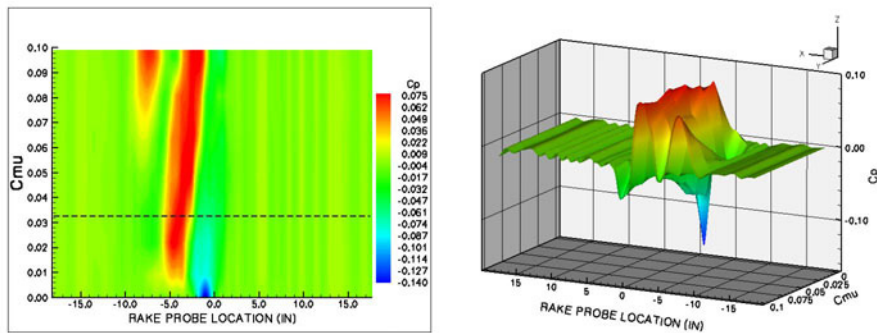 0.10
0.09
0.08
0.07
0.06
0.05
0.04
0.03
0.02
0.01
0.00
Cmu
-15.0 -10.0 -5.0 0.0 5.0 10.0 15.0
RAKE PROBE LOCATION (IN)
Cp
0.075
0.062
0.049
0.036
0.022
0.009
-0.004
-0.017
-0.032
-0.047
-0.061
-0.074
-0.086
-0.101
-0.114
-0.127
-0.140
Z
X
Y
0.10
0.00
-0.10
Cp
15 10 5 0 -5 -10 -15
RAKE PROBE LOCATION (IN)
0.1 0.075 0.05 0.025 0
Cmu